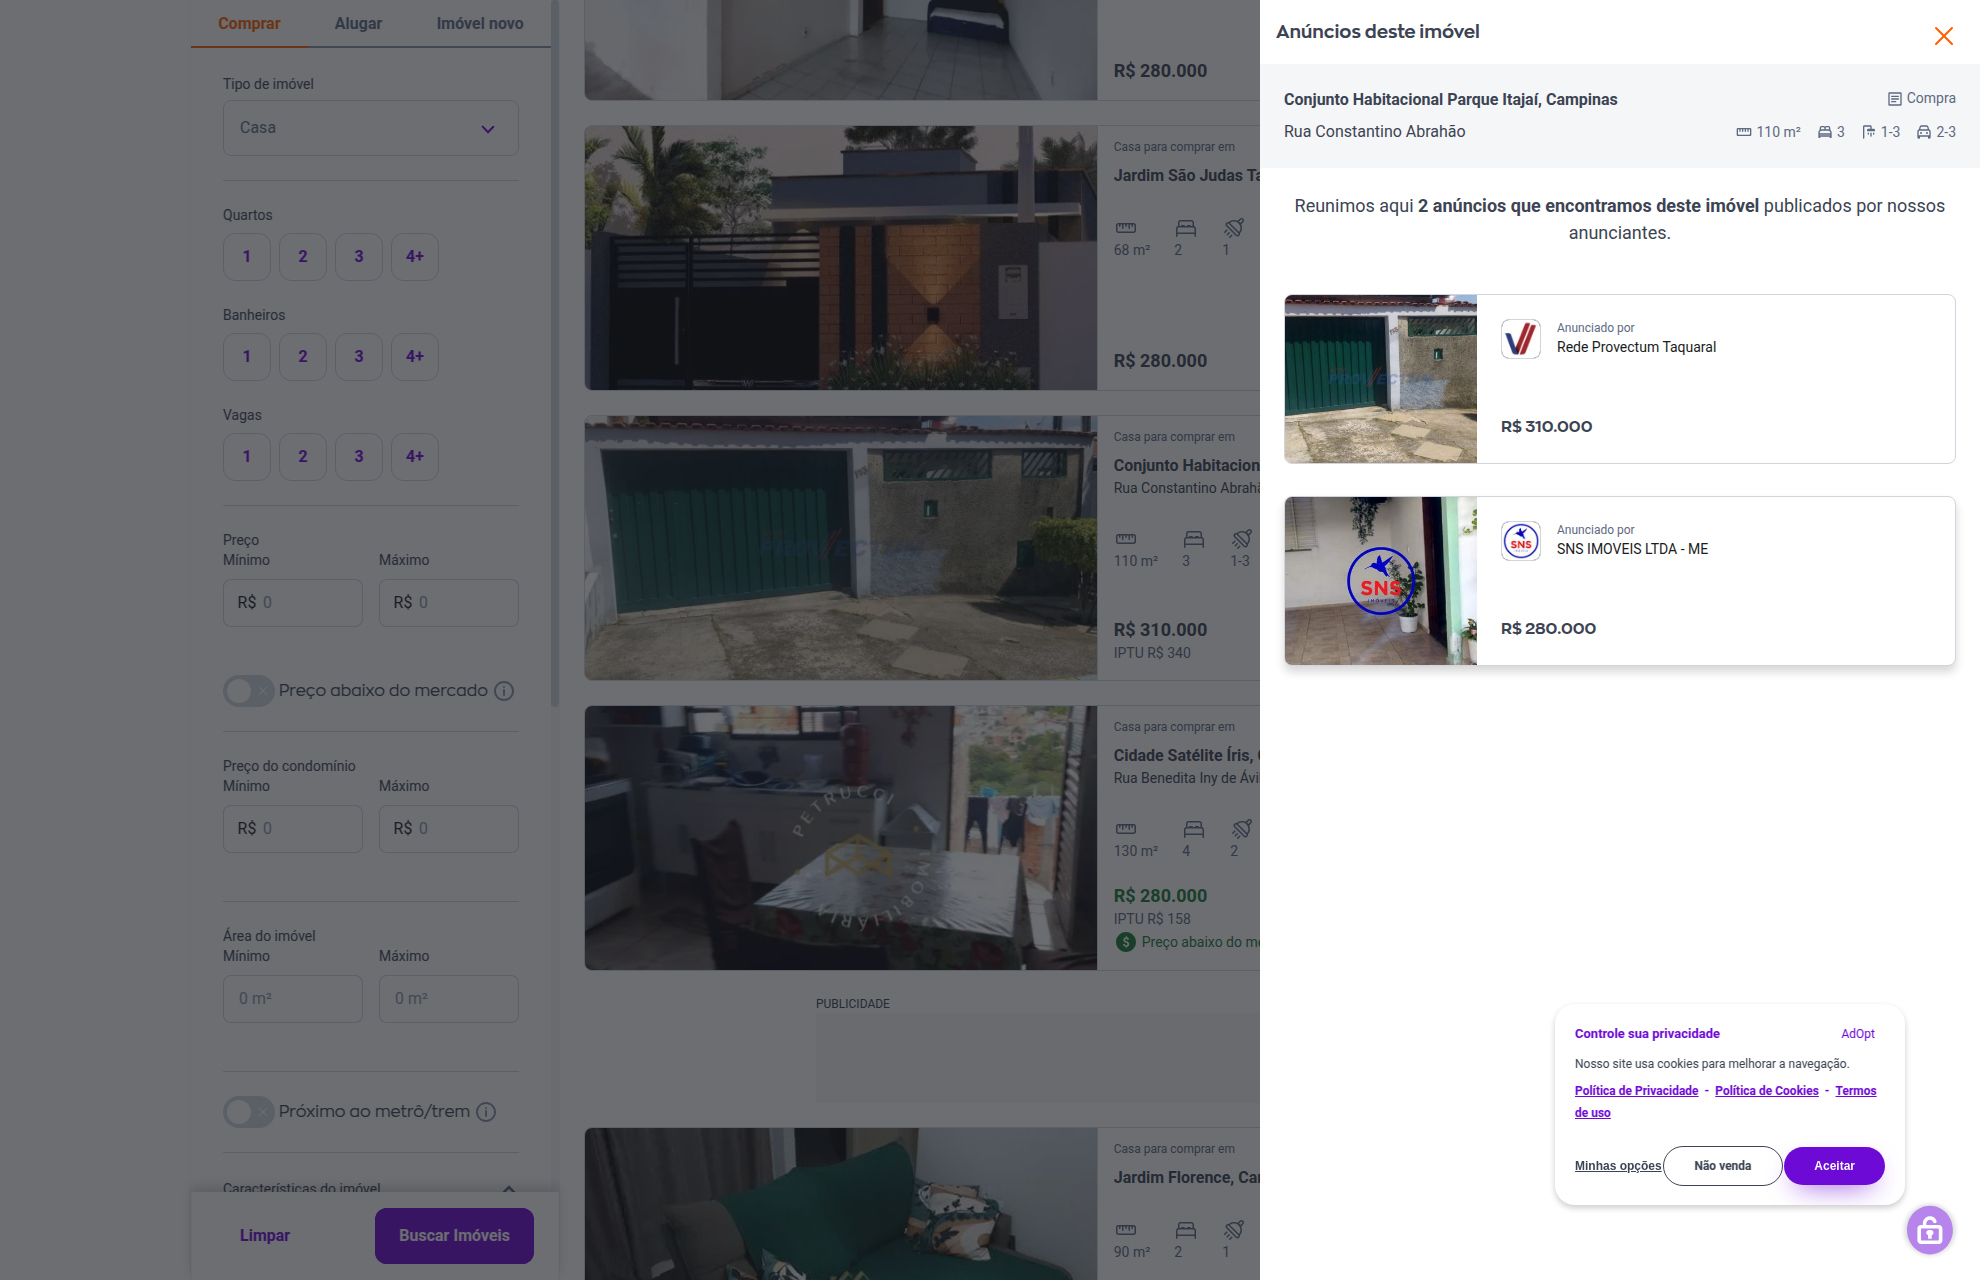 Comprar
Alugar
Imóvel novo
Tipo de imóvel
Casa
Quartos
1
2
3
4+
Banheiros
1
2
3
4+
Vagas
1
2
3
4+
Preço
Mínimo
Máximo
R$ 0
R$ 0
Preço abaixo do mercado
Preço do condomínio
Mínimo
Máximo
R$ 0
R$ 0
Área do imóvel
Mínimo
Máximo
0 m²
0 m²
Próximo ao metrô/trem
Características do imóvel
Limpar
Buscar Imóveis
R$ 280.000
Casa para comprar em
Jardim São Judas Ta
68 m²
2
1
R$ 280.000
Casa para comprar em
Conjunto Habitacion
Rua Constantino Abrahã
110 m²
3
1-3
R$ 310.000
IPTU R$ 340
PETRUCCI
IMOBILIÁRIA
Casa para comprar em
Cidade Satélite Íris,
Rua Benedita Iny de Ávi
130 m²
4
2
R$ 280.000
IPTU R$ 158
Preço abaixo do me
PUBLICIDADE
Casa para comprar em
Jardim Florence, Ca
90 m²
2
1
Anúncios deste imóvel
Conjunto Habitacional Parque Itajaí, Campinas
Compra
Rua Constantino Abrahão
110 m²
3
1-3
2-3
Reunimos aqui 2 anúncios que encontramos deste imóvel publicados por nossos
anunciantes.
Anunciado por
Rede Provectum Taquaral
R$ 310.000
SNS
IMÓVEIS
SNS
Anunciado por
SNS IMOVEIS LTDA - ME
R$ 280.000
Controle sua privacidade
AdOpt
Nosso site usa cookies para melhorar a navegação.
Política de Privacidade - Política de Cookies - Termos
de uso
Minhas opções
Não venda
Aceitar